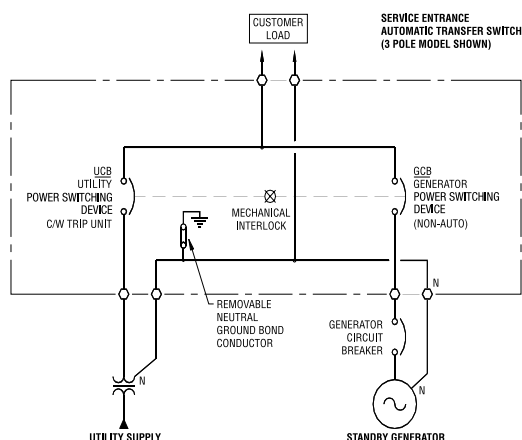 CUSTOMER
LOAD
SERVICE ENTRANCE
AUTOMATIC TRANSFER SWITCH
(3 POLE MODEL SHOWN)
UCB
UTILITY
POWER SWITCHING
DEVICE
C/W TRIP UNIT
MECHANICAL
INTERLOCK
GCB
GENERATOR
POWER SWITCHING
DEVICE
(NON-AUTO)
REMOVABLE
NEUTRAL
GROUND BOND
CONDUCTOR
N
GENERATOR
CIRCUIT
BREAKER
N
N
UTILITY SUPPLY
STANDBY GENERATOR